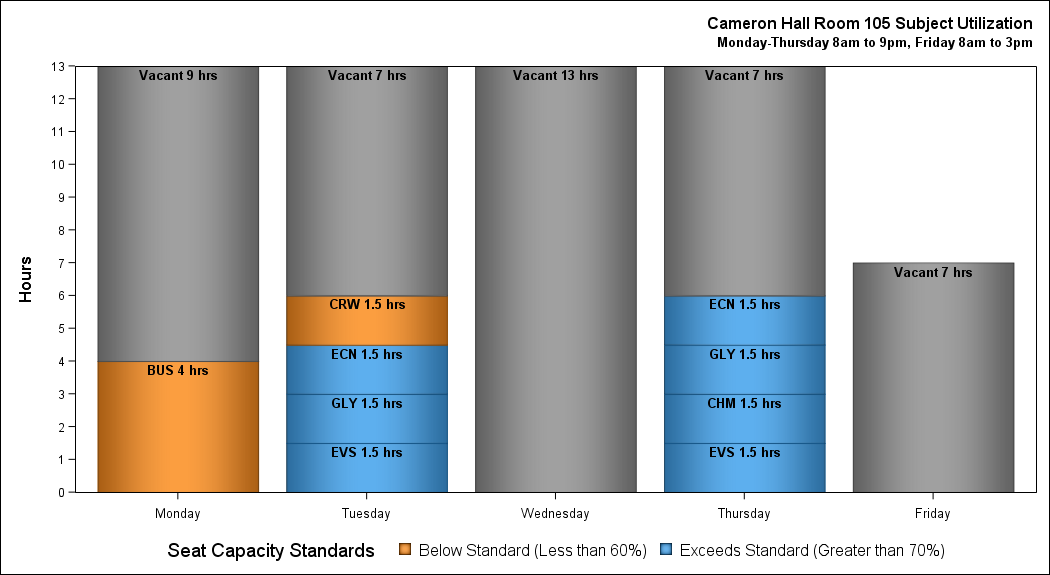 Cameron Hall Room 105 Subject Utilization
Monday-Thursday 8am to 9pm, Friday 8am to 3pm
Hours
13
12
11
10
9
8
7
6
5
4
3
2
1
0
Vacant 9 hrs
BUS 4 hrs
Vacant 7 hrs
CRW 1.5 hrs
ECN 1.5 hrs
GLY 1.5 hrs
EVS 1.5 hrs
Vacant 13 hrs
Vacant 7 hrs
ECN 1.5 hrs
GLY 1.5 hrs
CHM 1.5 hrs
EVS 1.5 hrs
Vacant 7 hrs
Monday Tuesday Wednesday Thursday Friday
Seat Capacity Standards Below Standard (Less than 60%) Exceeds Standard (Greater than 70%)